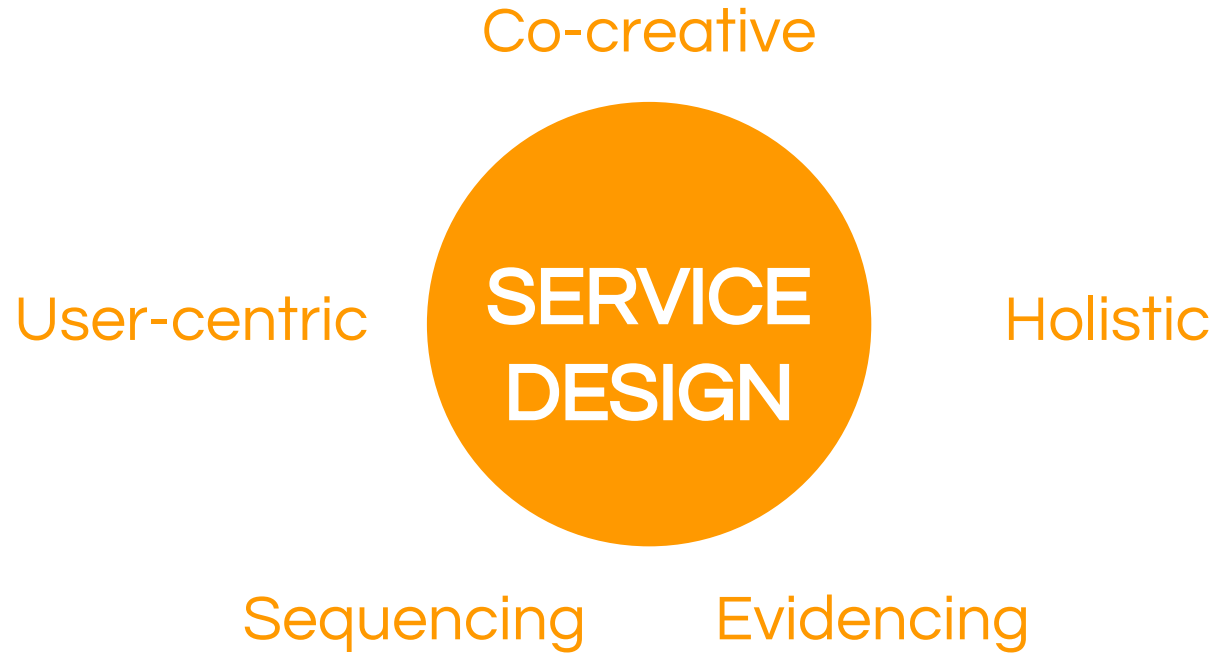 Co-creative
User-centric
SERVICE
DESIGN
Holistic
Sequencing
Evidencing